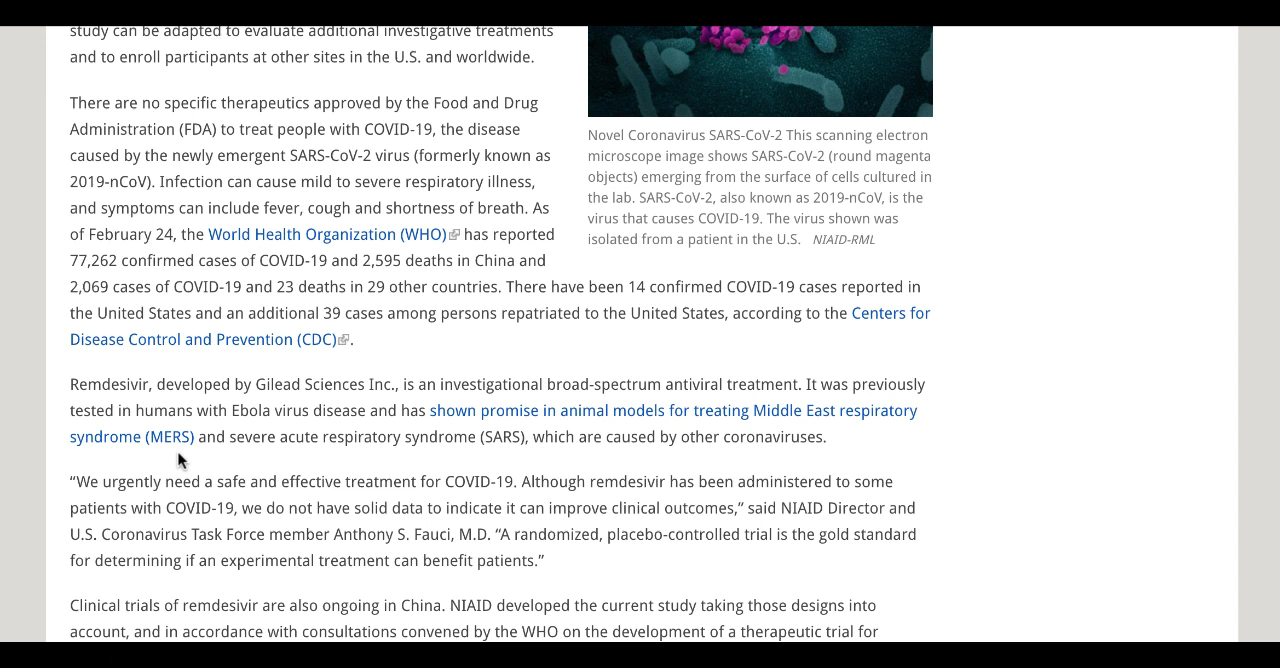 study can be adapted to evaluate additional investigative treatments
and to enroll participants at other sites in the U.S. and worldwide.
There are no specific therapeutics approved by the Food and Drug
Administration (FDA) to treat people with COVID-19, the disease
caused by the newly emergent SARS-CoV-2 virus (formerly known as
2019-nCoV). Infection can cause mild to severe respiratory illness,
and symptoms can include fever, cough and shortness of breath. As
of February 24, the World Health Organization (WHO) has reported
77,262 confirmed cases of COVID-19 and 2,595 deaths in China and
2,069 cases of COVID-19 and 23 deaths in 29 other countries. There have been 14 confirmed COVID-19 cases reported in
the United States and an additional 39 cases among persons repatriated to the United States, according to the Centers for
Disease Control and Prevention (CDC).
Novel Coronavirus SARS-CoV-2 This scanning electron
microscope image shows SARS-CoV-2 (round magenta
objects) emerging from the surface of cells cultured in
the lab. SARS-CoV-2, also known as 2019-nCoV, is the
virus that causes COVID-19. The virus shown was
isolated from a patient in the U.S. NIAID-RML
Remdesivir, developed by Gilead Sciences Inc., is an investigational broad-spectrum antiviral treatment. It was previously
tested in humans with Ebola virus disease and has shown promise in animal models for treating Middle East respiratory
syndrome (MERS) and severe acute respiratory syndrome (SARS), which are caused by other coronaviruses.
“We urgently need a safe and effective treatment for COVID-19. Although remdesivir has been administered to some
patients with COVID-19, we do not have solid data to indicate it can improve clinical outcomes,” said NIAID Director and
U.S. Coronavirus Task Force member Anthony S. Fauci, M.D. “A randomized, placebo-controlled trial is the gold standard
for determining if an experimental treatment can benefit patients.”
Clinical trials of remdesivir are also ongoing in China. NIAID developed the current study taking those designs into
account, and in accordance with consultations convened by the WHO on the development of a therapeutic trial for